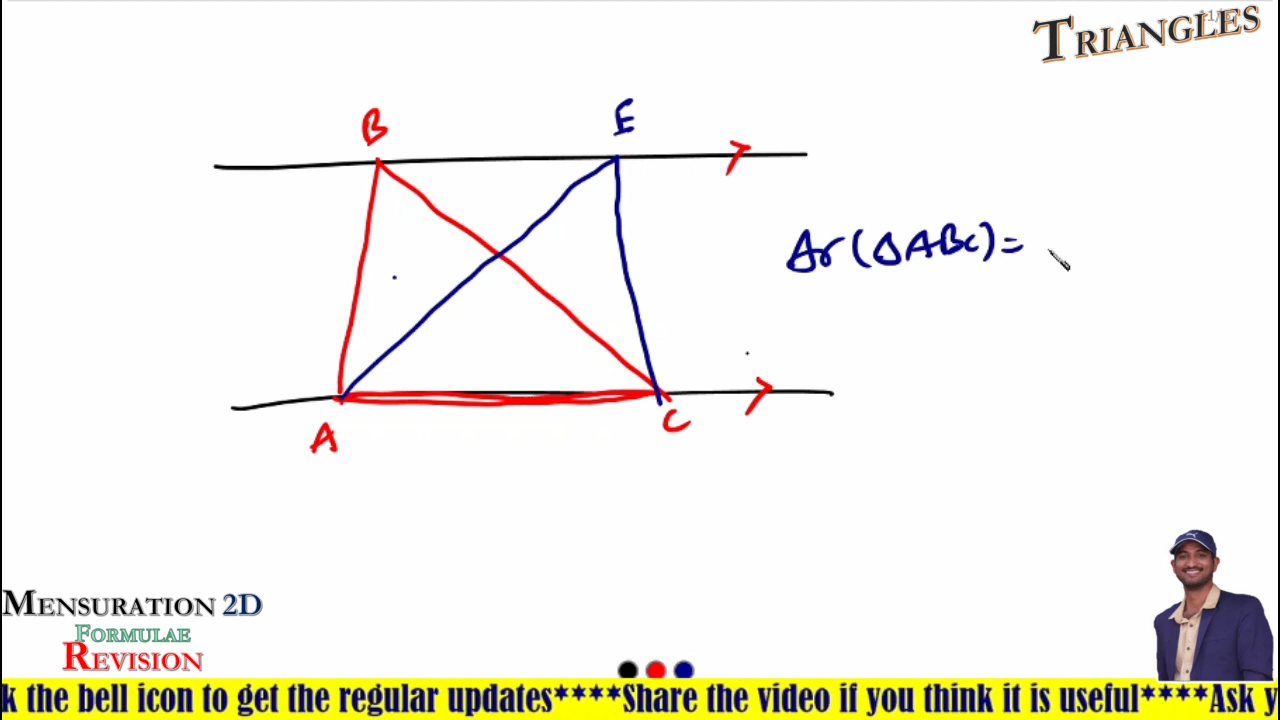 TRIANGLES
B
E
Ar(ΔABC)=
A
C
MENSURATION 2D
FORMULAE
REVISION
k the bell icon to get the regular updates****Share the video if you think it is useful****Ask y